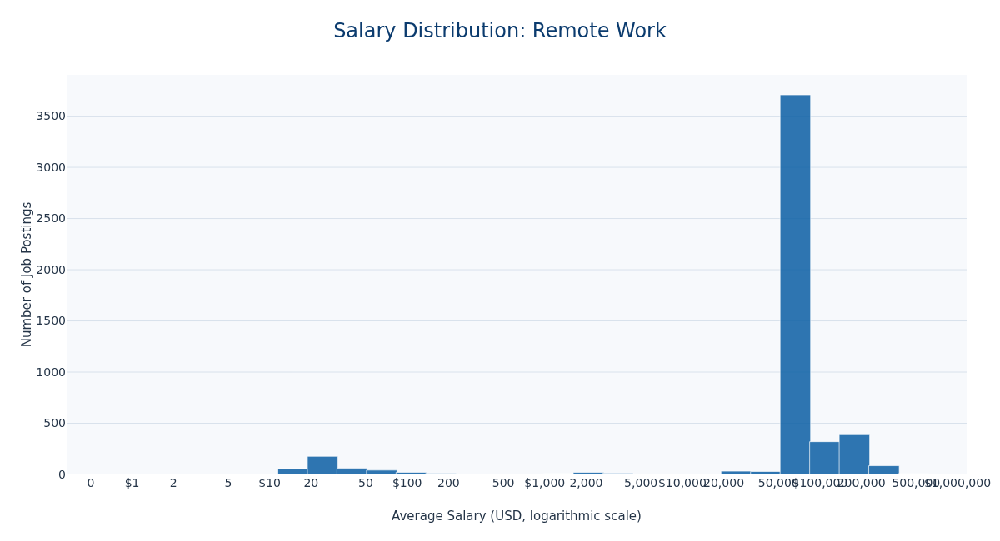 Salary Distribution: Remote Work
Number of Job Postings
3500
3000
2500
2000
1500
1000
500
0
0 $1 2 5 $10 20 50 $100 200 500 $1,000 2,000 5,000 $10,000 20,000 50,000 $100,000 200,000 500,000 $1,000,000
Average Salary (USD, logarithmic scale)